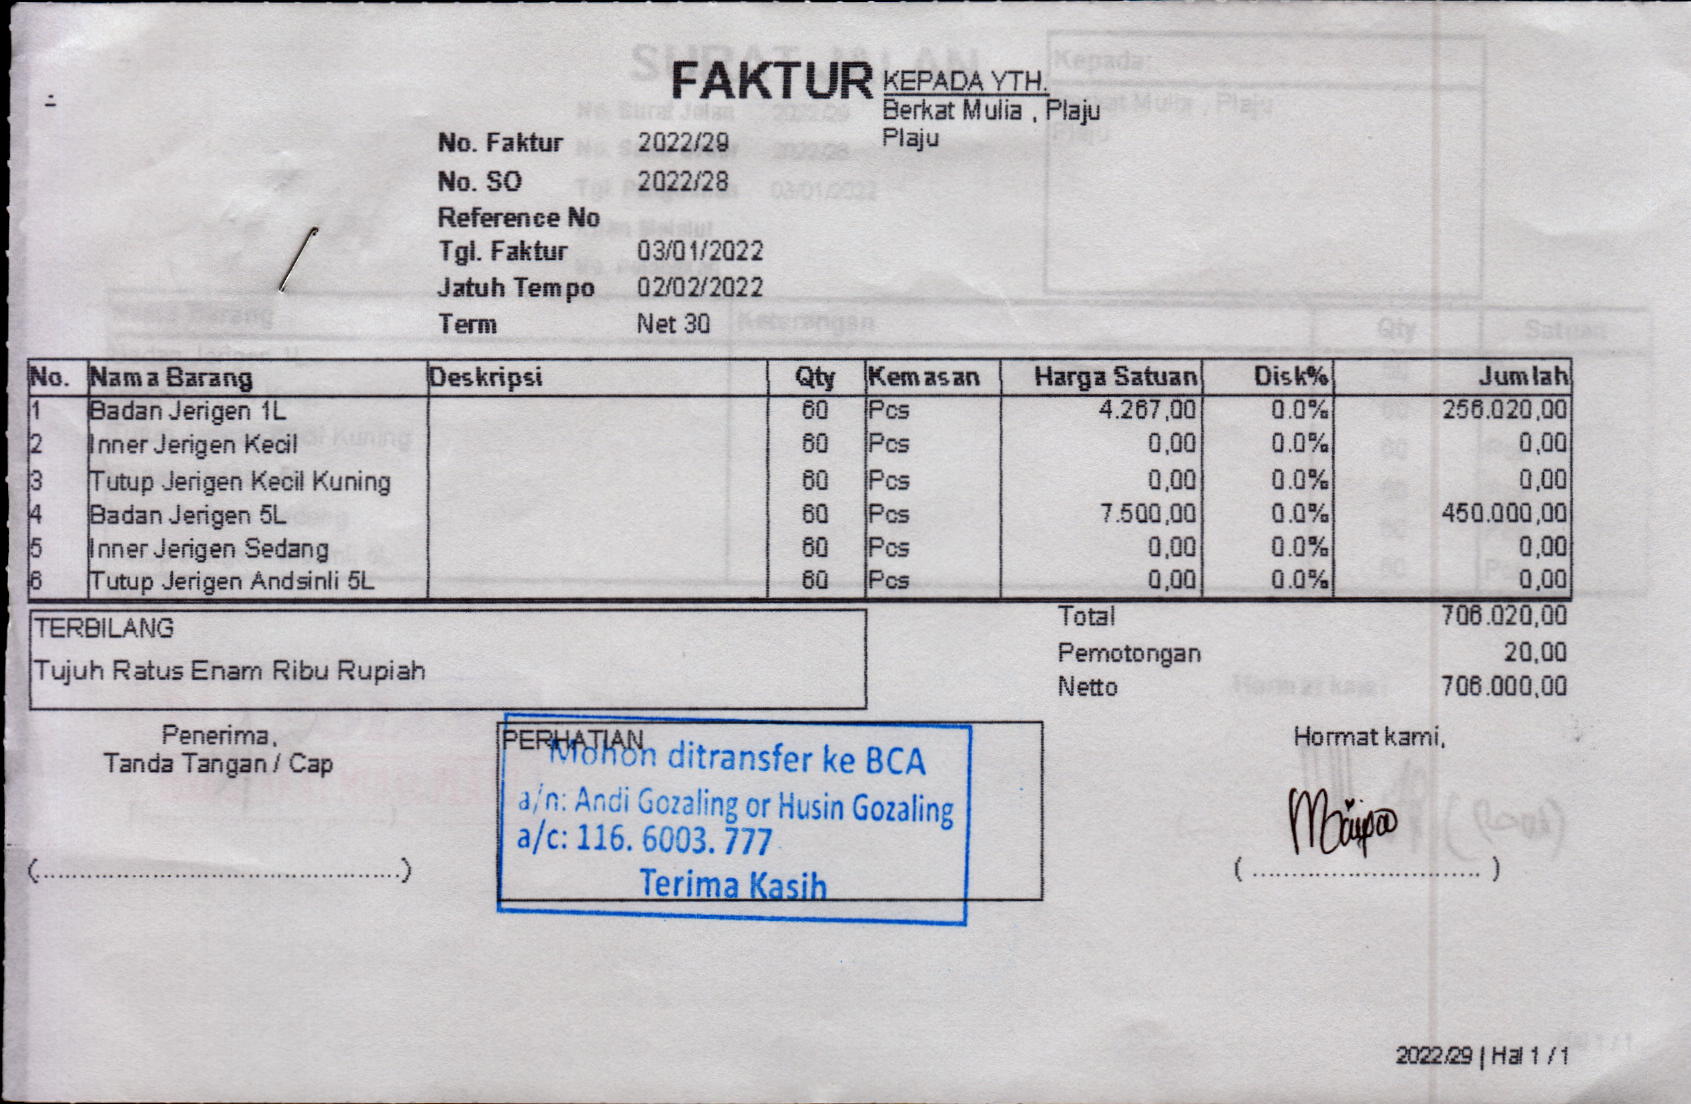 FAKTUR
KEPADA YTH.
Berkat Mulia , Plaju
Plaju
No. Faktur 2022/29
No. SO 2022/28
Reference No
Tgl. Faktur 03/01/2022
Jatuh Tempo 02/02/2022
Term Net 30
No. Nama Barang Deskripsi Qty Kemasan Harga Satuan Disk% Jumlah
1 Badan Jerigen 1L 60 Pcs 4.267,00 0.0% 256.020,00
2 Inner Jerigen Kecil 60 Pcs 0,00 0.0% 0,00
3 Tutup Jerigen Kecil Kuning 60 Pcs 0,00 0.0% 0,00
4 Badan Jerigen 5L 60 Pcs 7.500,00 0.0% 450.000,00
5 Inner Jerigen Sedang 60 Pcs 0,00 0.0% 0,00
6 Tutup Jerigen Andsinli 5L 60 Pcs 0,00 0.0% 0,00
TERBILANG
Tujuh Ratus Enam Ribu Rupiah
Total 706.020,00
Pemotongan 20,00
Netto 706.000,00
Penerima,
Tanda Tangan / Cap
(................................................)
PERHATIAN
Mohon ditransfer ke BCA
a/n: Andi Gozaling or Husin Gozaling
a/c: 116. 6003. 777
Terima Kasih
Hormat kami,
( .............................. )
2022/29 | Hal 1 / 1